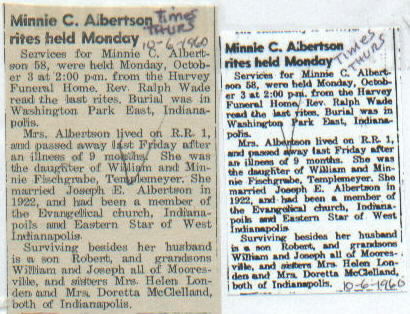 Minnie C. Albertson
rites held Monday
Times
THURS
10-6-1960
Services for Minnie C. Albert-
son 58, were held Monday, Octob-
er 3 at 2:00 p.m. from the Harvey
Funeral Home. Rev. Ralph Wade
read the last rites. Burial was in
Washington Park East, Indiana-
polis.
Mrs. Albertson lived on R.R. 1,
and passed away last Friday after
an illness of 9 months. She was
the daughter of William and Min-
nie Fischgrabe, Templemeyer. She
married Joseph E. Albertson in
1922, and had been a member of
the Evangelical church, Indiana-
poils and Eastern Star of West
Indianapolis
Surviving besides her husband
is a son Robert, and grandsons
William and Joseph all of Moores-
ville, and sisters Mrs. Helen Lon-
den and Mrs. Doretta McClelland,
both of Indianapolis.
Minnie C. Albertson
rites held Monday
Times
THURS
Services for Minnie C. Albert-
son 58, were held Monday, Octob-
er 3 at 2:00 p.m. from the Harvey
Funeral Home. Rev. Ralph Wade
read the last rites. Burial was in
Washington Park East, Indiana-
polis.
Mrs. Albertson lived on R.R. 1,
and passed away last Friday after
an illness of 9 months. She was
the daughter of William and Min-
nie Fischgrabe, Templemeyer. She
married Joseph E. Albertson in
1922, and had been a member of
the Evangelical church, Indiana-
poils and Eastern Star of West
Indianapolis
Surviving besides her husband
is a son Robert, and grandsons
William and Joseph all of Moores-
ville, and sisters Mrs. Helen Lon-
den and Mrs. Doretta McClelland,
both of Indianapolis.
10-6-1960